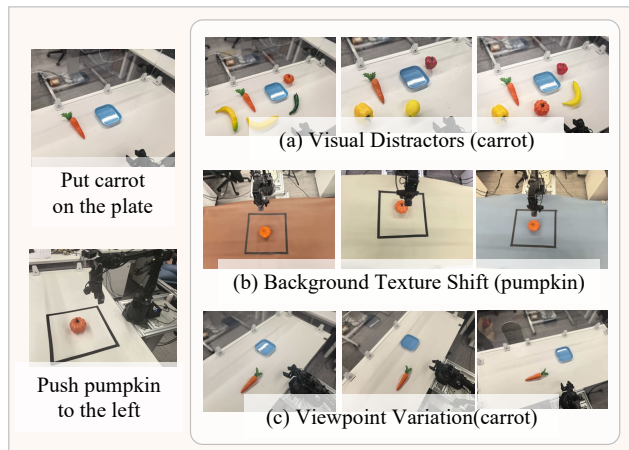 Put carrot
on the plate
Push pumpkin
to the left
(a) Visual Distractors (carrot)
(b) Background Texture Shift (pumpkin)
(c) Viewpoint Variation(carrot)